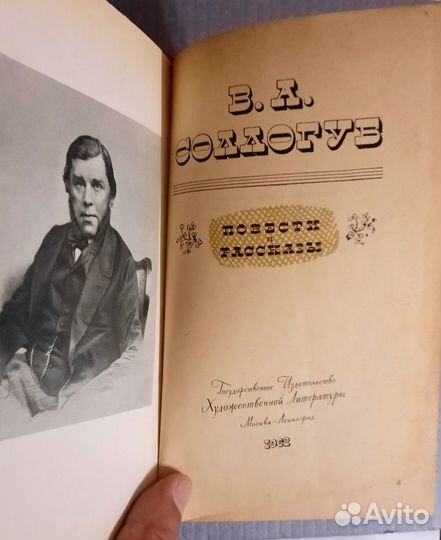 В. А.
СОЛЛОГУБ
ПОВЕСТИ
И
РАССКАЗЫ
Государственное Издательство
Художественной Литературы
Москва - Ленинград
1962
Avito